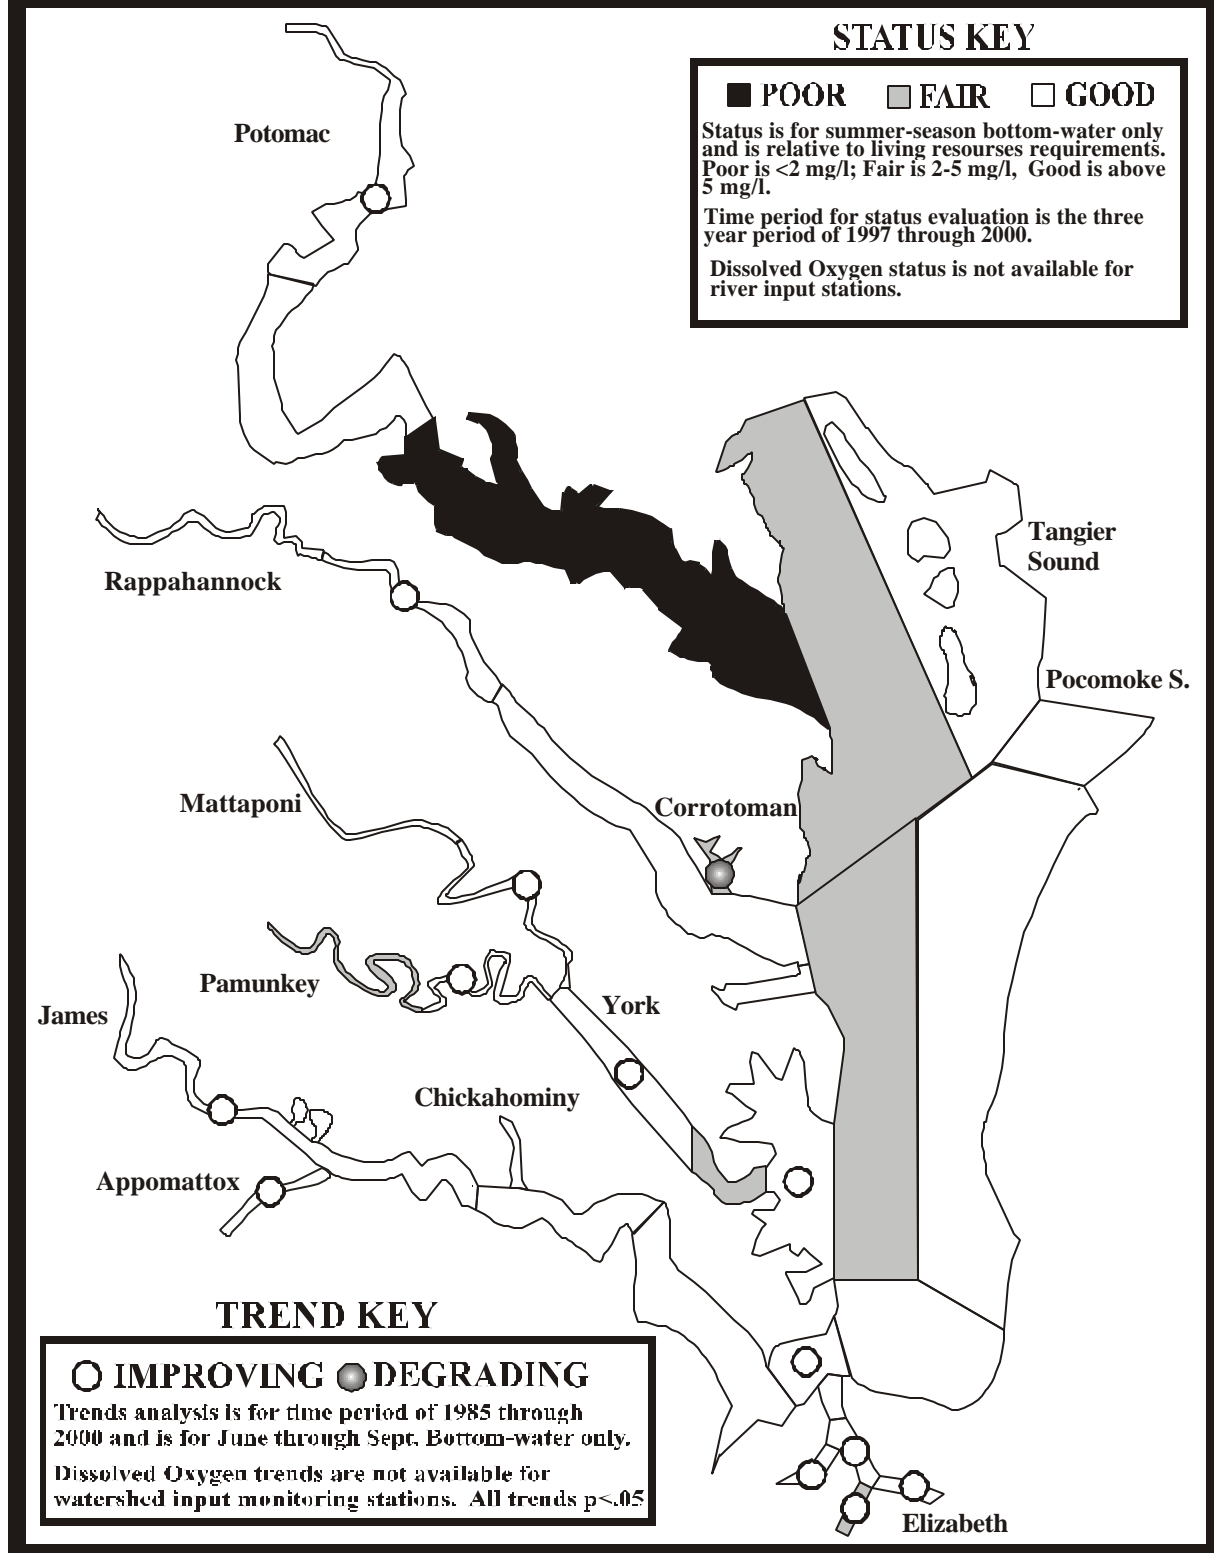 STATUS KEY
POOR FAIR GOOD
Status is for summer-season bottom-water only
and is relative to living resourses requirements.
Poor is <2 mg/l; Fair is 2-5 mg/l, Good is above
5 mg/l.
Time period for status evaluation is the three
year period of 1997 through 2000.
Dissolved Oxygen status is not available for
river input stations.
Potomac
Tangier
Sound
Rappahannock
Pocomoke S.
Mattaponi
Corrotoman
Pamunkey
York
James
Chickahominy
Appomattox
Elizabeth
TREND KEY
IMPROVING DEGRADING
Trends analysis is for time period of 1985 through
2000 and is for June through Sept. Bottom-water only.
Dissolved Oxygen trends are not available for
watershed input monitoring stations. All trends p<.05